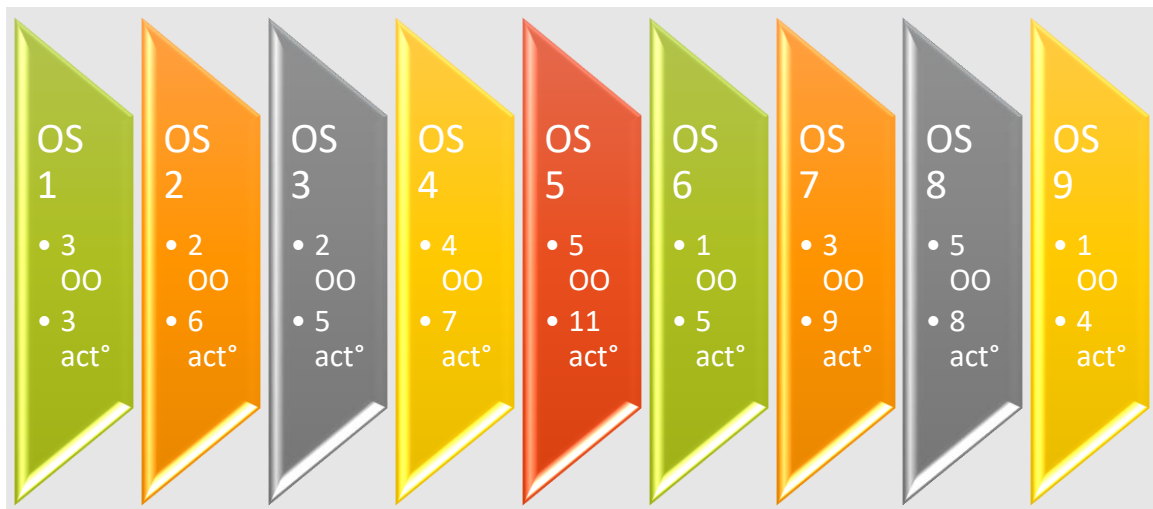 OS
1
• 3
OO
• 3
act°
OS
2
• 2
OO
• 6
act°
OS
3
• 2
OO
• 5
act°
OS
4
• 4
OO
• 7
act°
OS
5
• 5
OO
• 11
act°
OS
6
• 1
OO
• 5
act°
OS
7
• 3
OO
• 9
act°
OS
8
• 5
OO
• 8
act°
OS
9
• 1
OO
• 4
act°